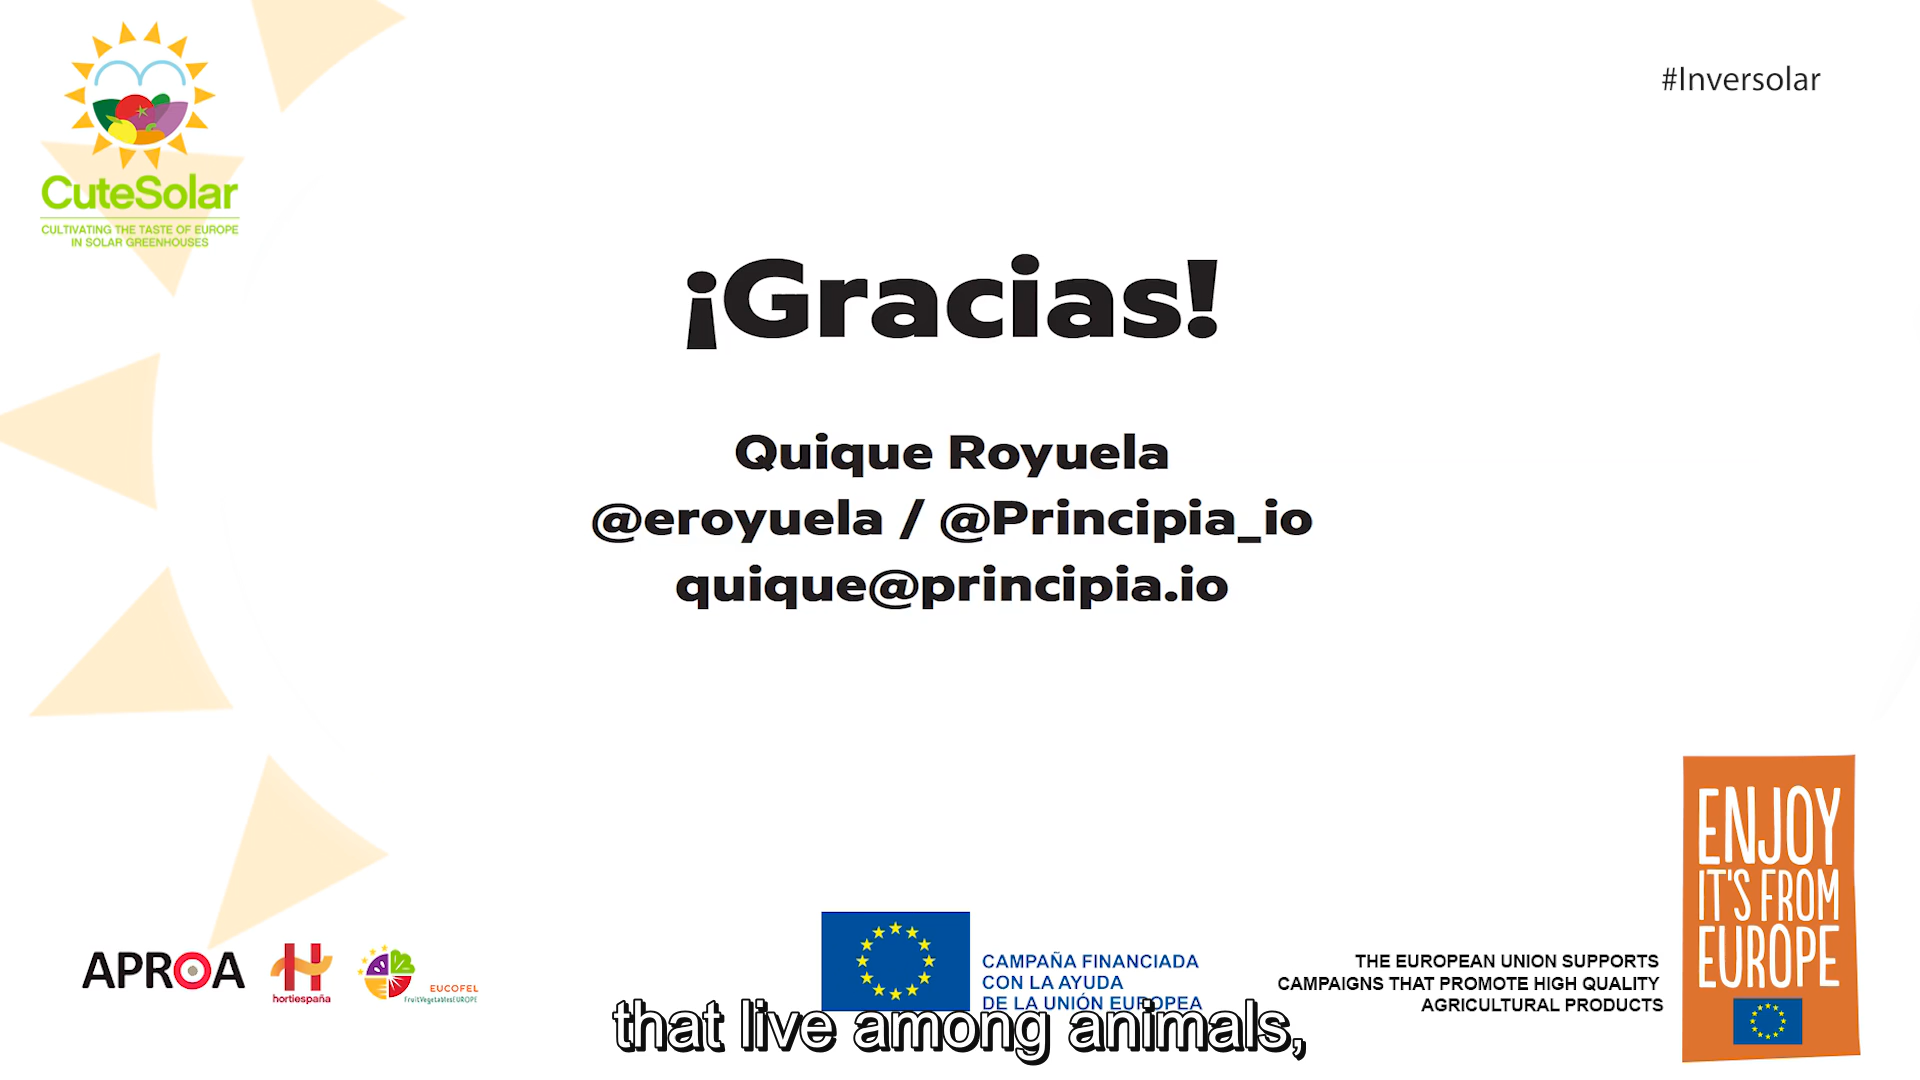 #Inversolar
CuteSolar
CULTIVATING THE TASTE OF EUROPE
IN SOLAR GREENHOUSES
¡Gracias!
Quique Royuela
@eroyuela / @Principia_io
quique@principia.io
APROA
hortiespaña
EUCOFEL
FruitVegetablesEUROPE
CAMPAÑA FINANCIADA
CON LA AYUDA
DE LA UNIÓN EUROPEA
THE EUROPEAN UNION SUPPORTS
CAMPAIGNS THAT PROMOTE HIGH QUALITY
AGRICULTURAL PRODUCTS
ENJOY
IT'S FROM
EUROPE
that live among animals,